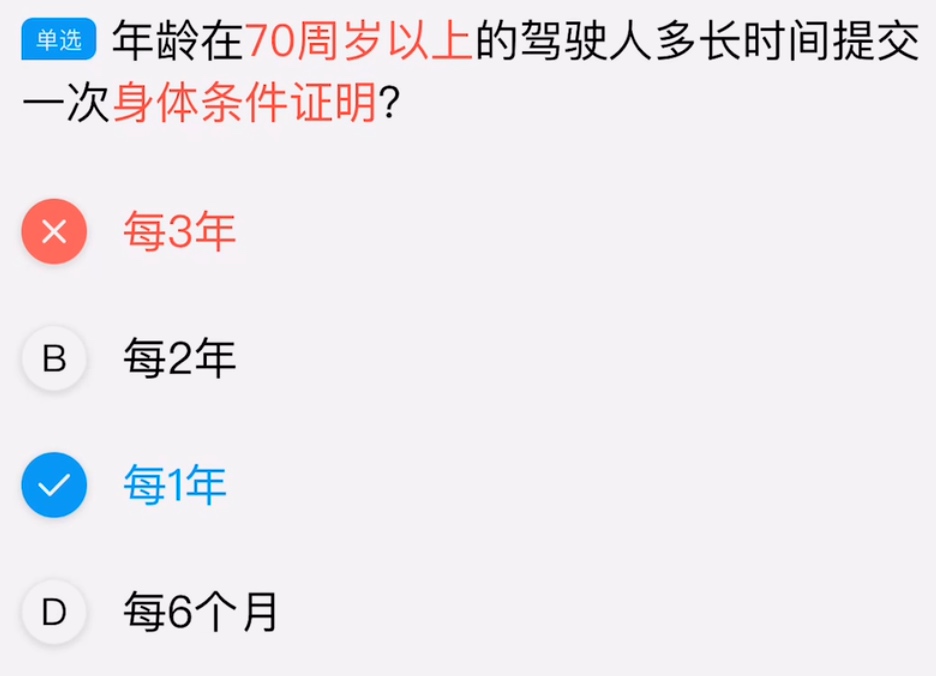 单选 年龄在70周岁以上的驾驶人多长时间提交
一次身体条件证明?
每3年
B 每2年
每1年
D 每6个月